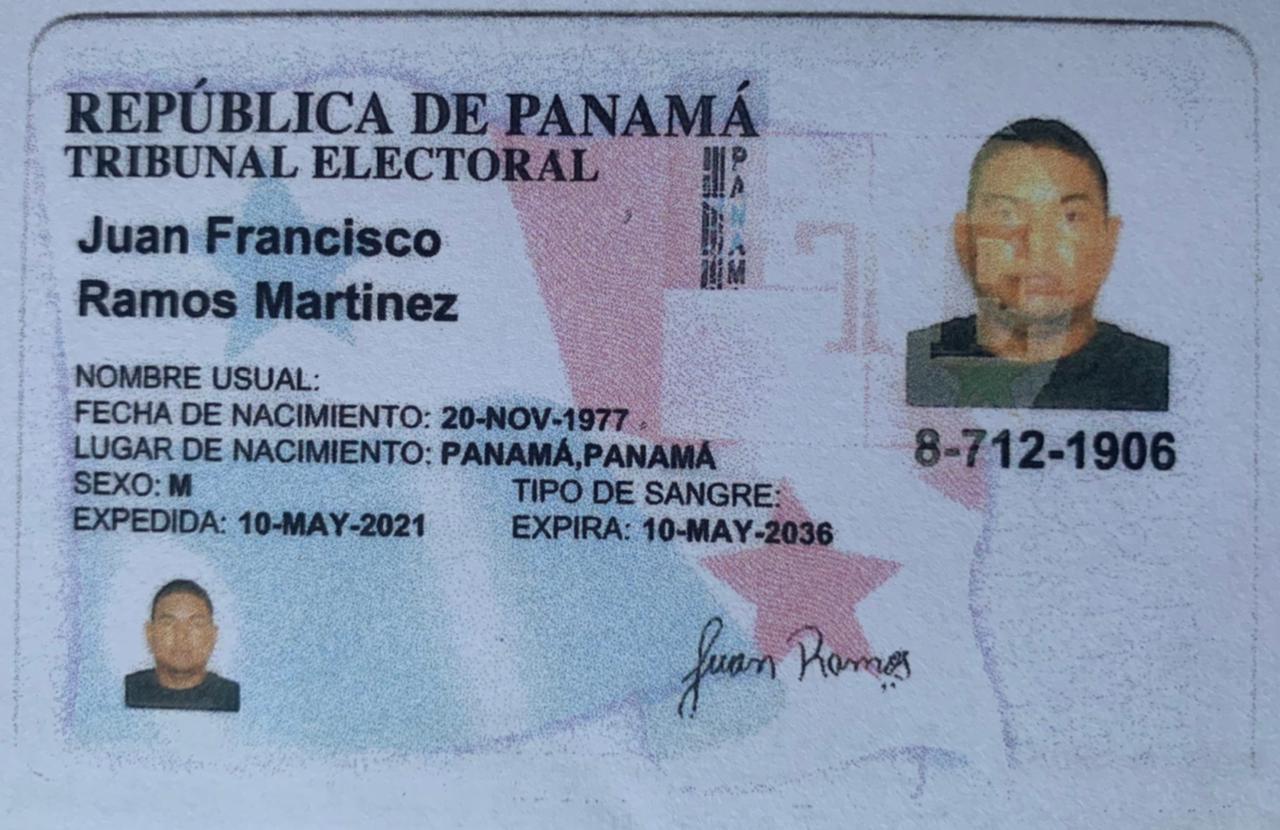 REPÚBLICA DE PANAMÁ
TRIBUNAL ELECTORAL
PANAM
Juan Francisco
Ramos Martinez
NOMBRE USUAL:
FECHA DE NACIMIENTO: 20-NOV-1977
LUGAR DE NACIMIENTO: PANAMÁ,PANAMÁ
8-712-1906
SEXO: M TIPO DE SANGRE:
EXPEDIDA: 10-MAY-2021 EXPIRA: 10-MAY-2036
Juan Ramos